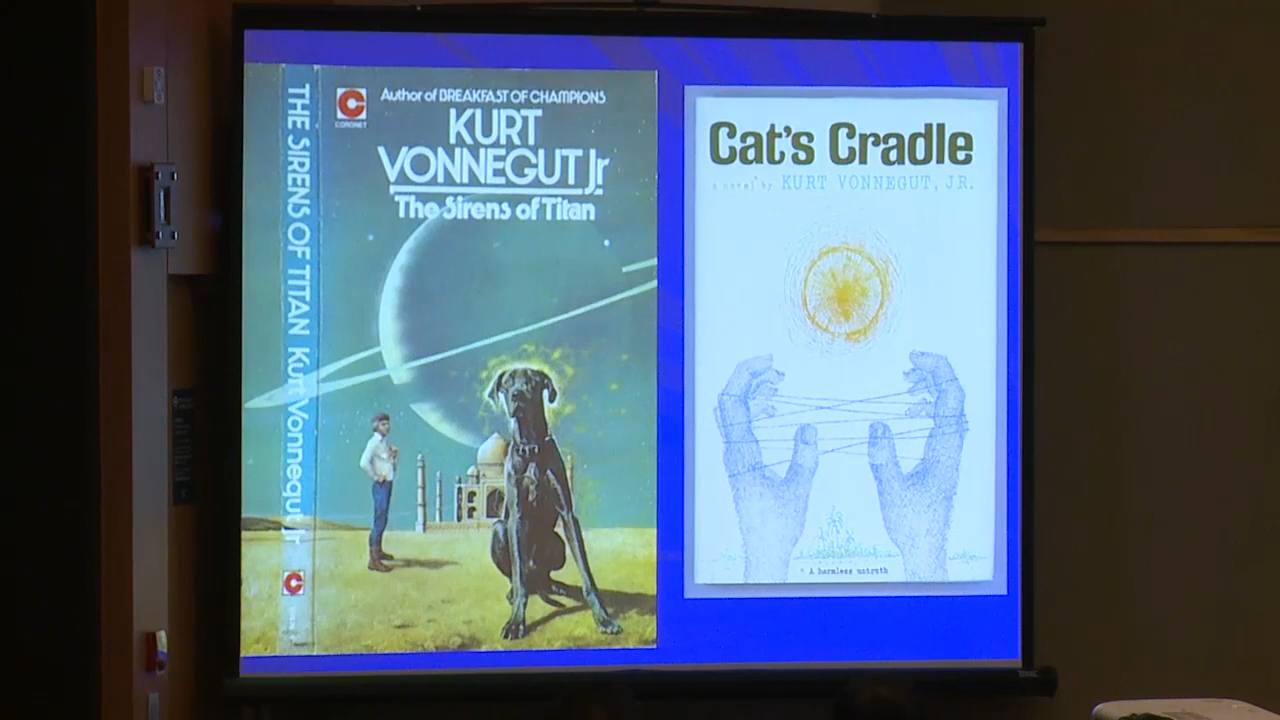 THE SIRENS OF TITAN Kurt Vonnegut Jr
CORONET
Author of BREAKFAST OF CHAMPIONS
KURT
VONNEGUT Jr
The Sirens of Titan
Cat's Cradle
a novel by KURT VONNEGUT, JR.
* A harmless untruth